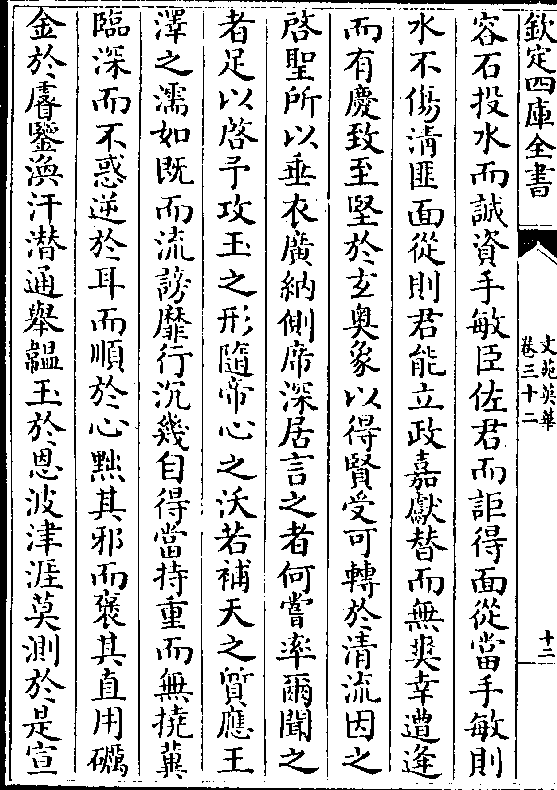 欽定四庫全書
文苑英華
卷三十二
十二
容石投水而誠資手敏臣佐君而詎得面從當手敏則
水不傷清匪面從則君能立政嘉獻替而無爽幸遭逢
而有慶致至堅於玄奥象以得賢受可轉於清流因之
啓聖所以垂衣廣納側席深居言之者何嘗率爾聞之
者足以啓予攻玉之形隨帝心之沃若補天之質應王
澤之濡如既而流謗靡行沉幾自得當持重而無撓冀
臨深而不惑逆於耳而順於心黜其邪而褒其直用礪
金於睿鑒渙汗潛通舉韞玉於恩波津涯莫測於是宣